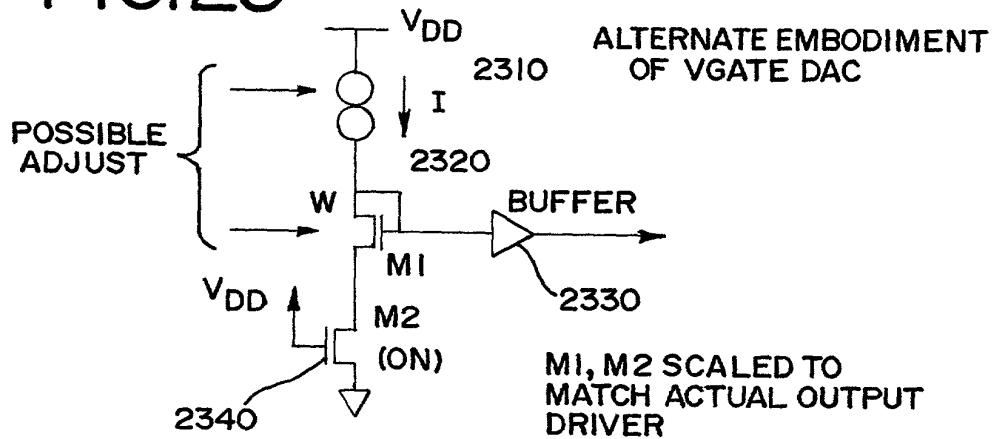 VDD
ALTERNATE EMBODIMENT
OF VGATE DAC
2310
I
POSSIBLE
ADJUST
2320
W
BUFFER
M1
2330
VDD
M2
(ON)
M1, M2 SCALED TO
MATCH ACTUAL OUTPUT
DRIVER
2340